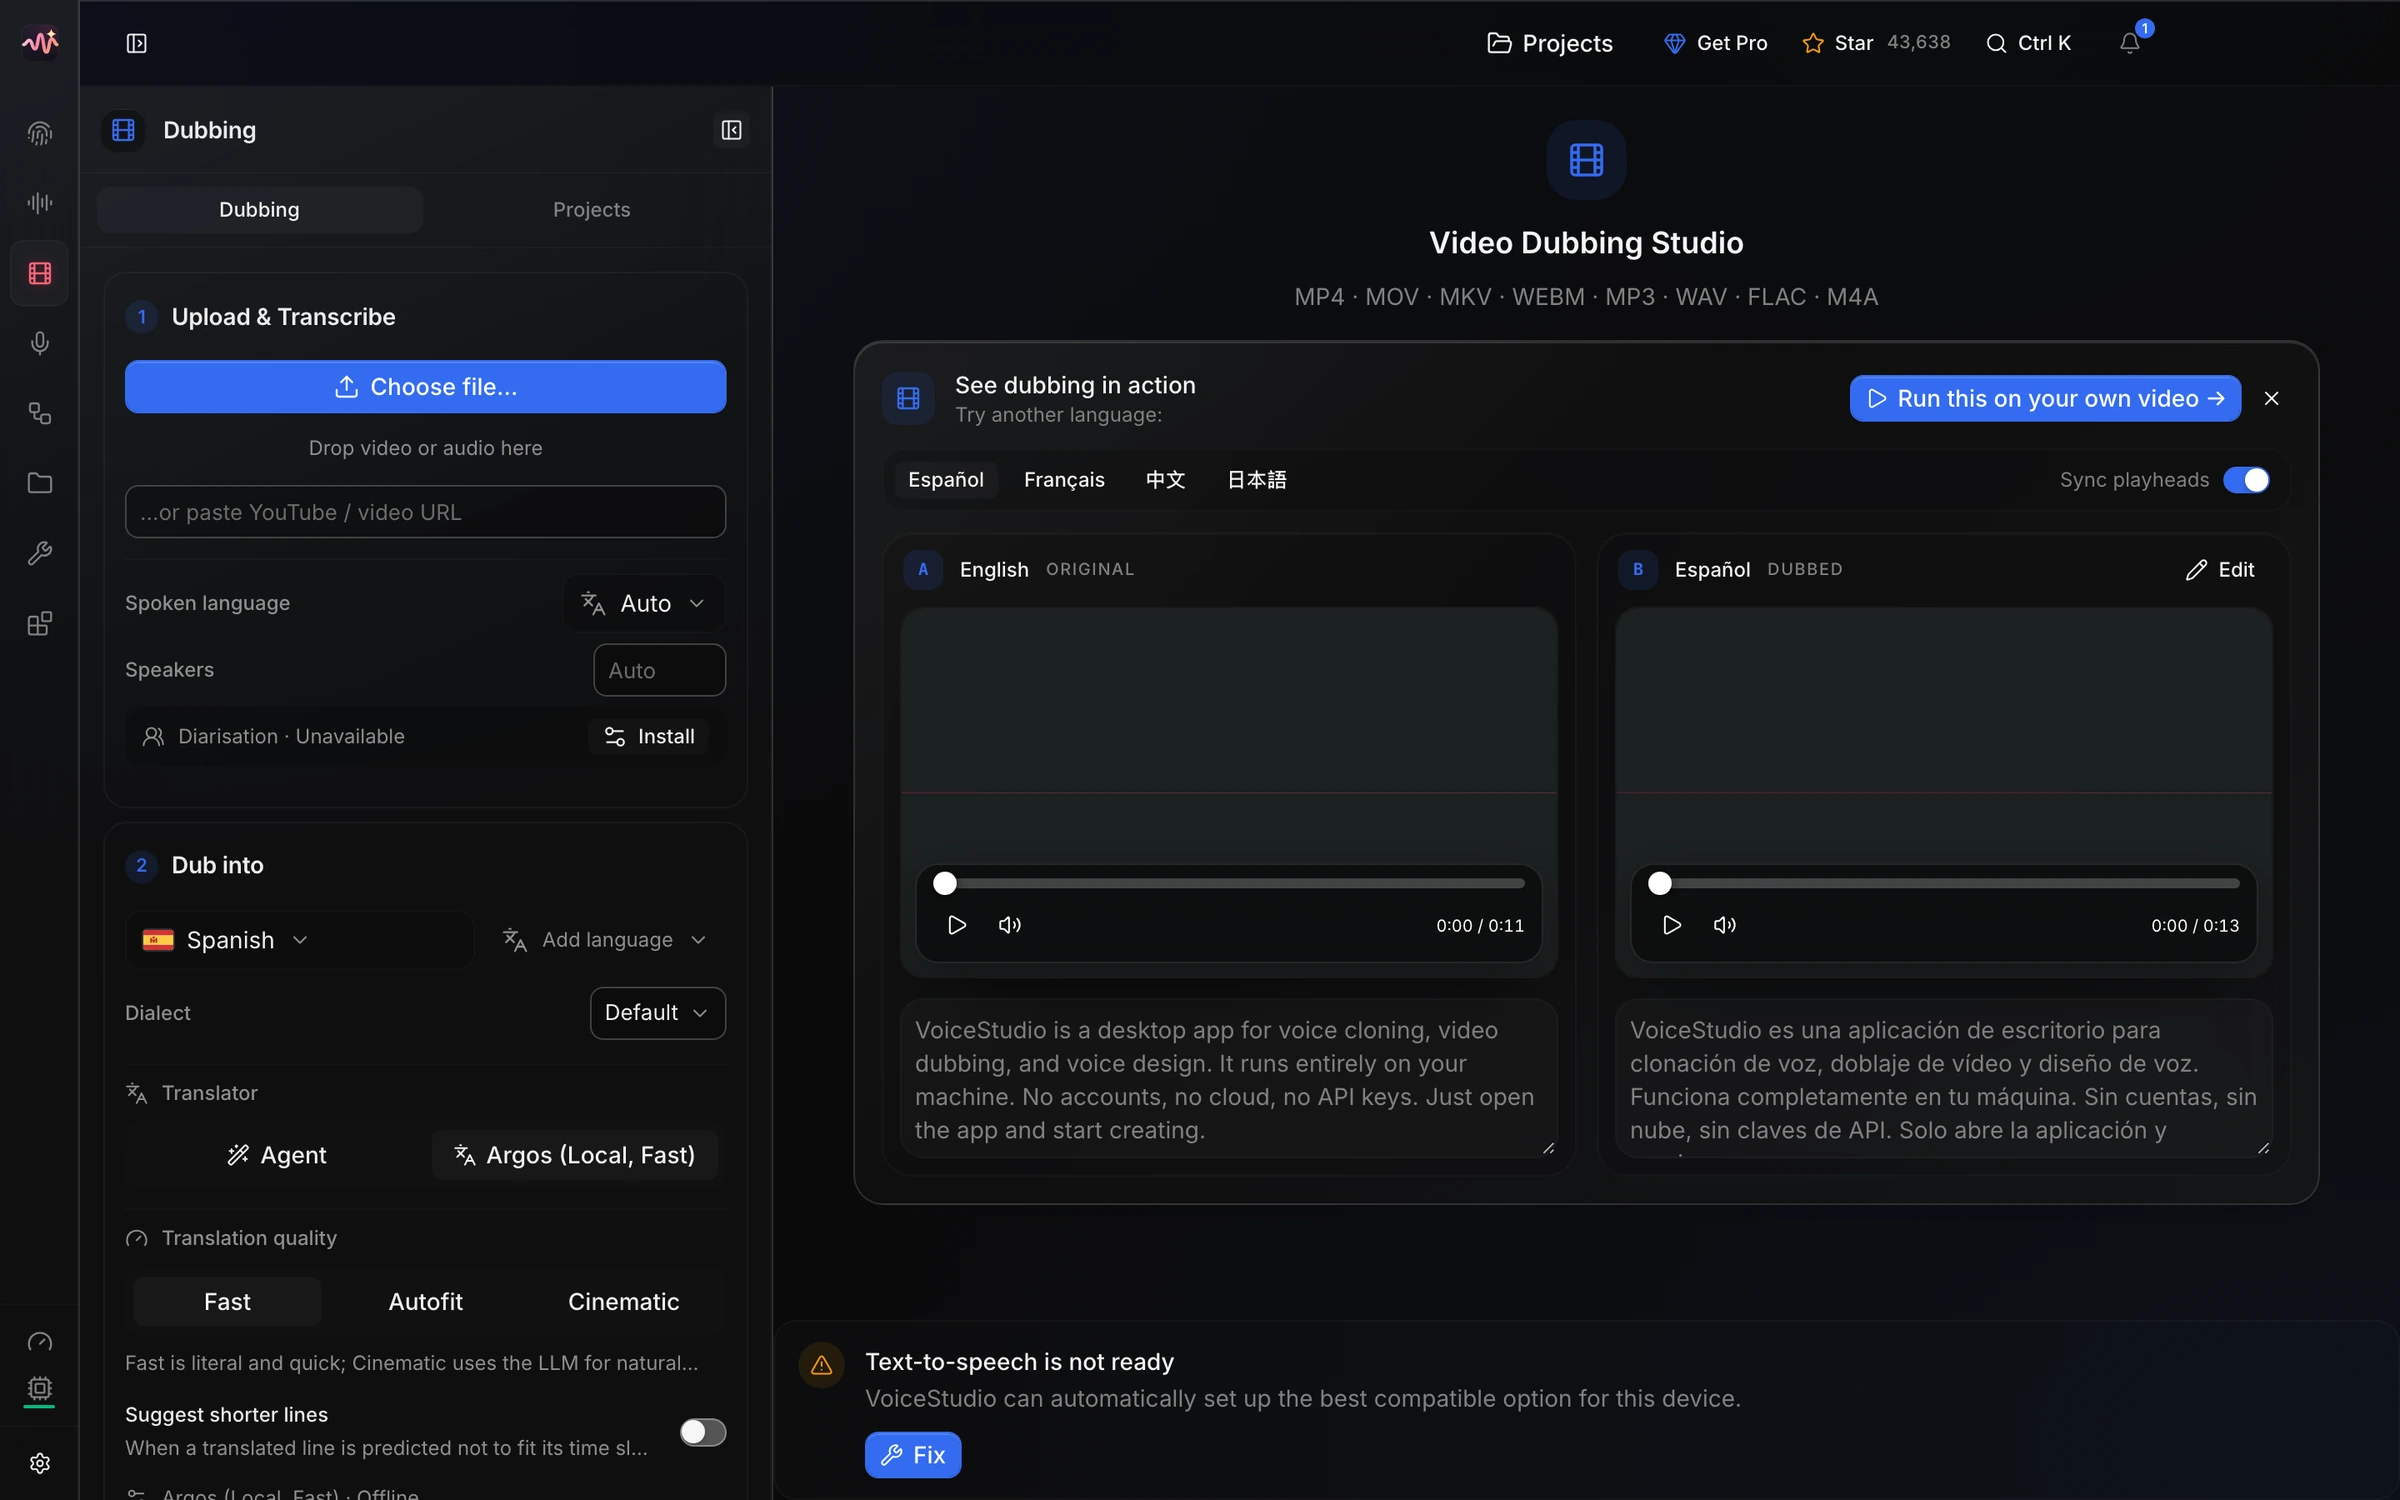 Projects
Get Pro
Star 43,638
Ctrl K
1
Dubbing
Dubbing
Projects
1 Upload & Transcribe
Choose file...
Drop video or audio here
...or paste YouTube / video URL
Spoken language
Auto
Speakers
Auto
Diarisation · Unavailable
Install
2 Dub into
Spanish
Add language
Dialect
Default
Translator
Agent
Argos (Local, Fast)
Translation quality
Fast
Autofit
Cinematic
Fast is literal and quick; Cinematic uses the LLM for natural...
Suggest shorter lines
When a translated line is predicted not to fit its time sl...
Argos (Local, Fast) · Offline
Video Dubbing Studio
MP4 · MOV · MKV · WEBM · MP3 · WAV · FLAC · M4A
See dubbing in action
Try another language:
Run this on your own video →
Español
Français
中文
日本語
Sync playheads
A English ORIGINAL
0:00 / 0:11
VoiceStudio is a desktop app for voice cloning, video
dubbing, and voice design. It runs entirely on your
machine. No accounts, no cloud, no API keys. Just open
the app and start creating.
B Español DUBBED
Edit
0:00 / 0:13
VoiceStudio es una aplicación de escritorio para
clonación de voz, doblaje de vídeo y diseño de voz.
Funciona completamente en tu máquina. Sin cuentas, sin
nube, sin claves de API. Solo abre la aplicación y
Text-to-speech is not ready
VoiceStudio can automatically set up the best compatible option for this device.
Fix